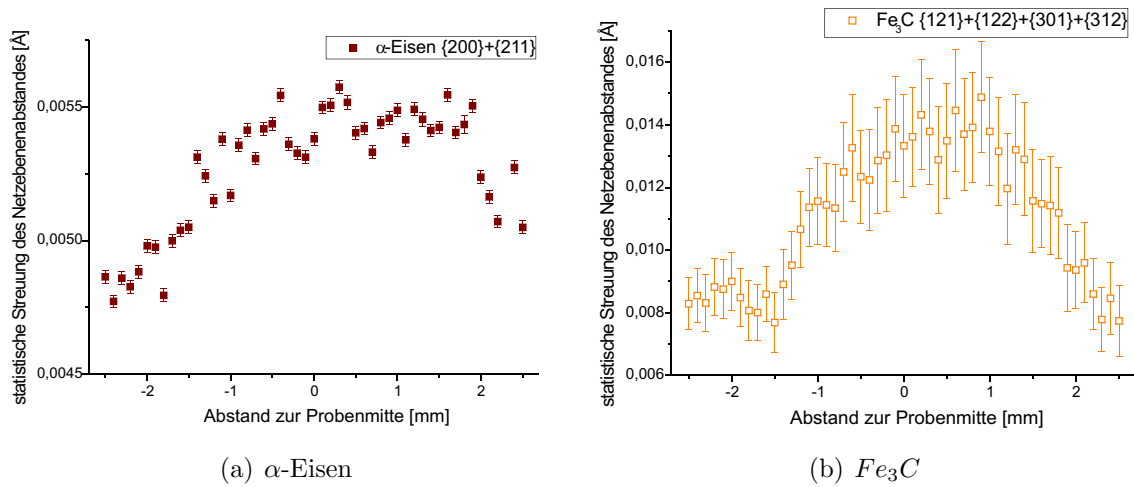 α-Eisen {200}+{211}
statistische Streuung des Netzebenenabstandes [Å]
0,0055
0,0050
0,0045
-2 -1 0 1 2
Abstand zur Probenmitte [mm]
(a) α-Eisen
Fe₃C {121}+{122}+{301}+{312}
statistische Streuunung des Netzebenenabstandes [Å]
0,016
0,014
0,012
0,010
0,008
0,006
-2 -1 0 1 2
Abstand zur Probenmitte [mm]
(b) Fe₃C